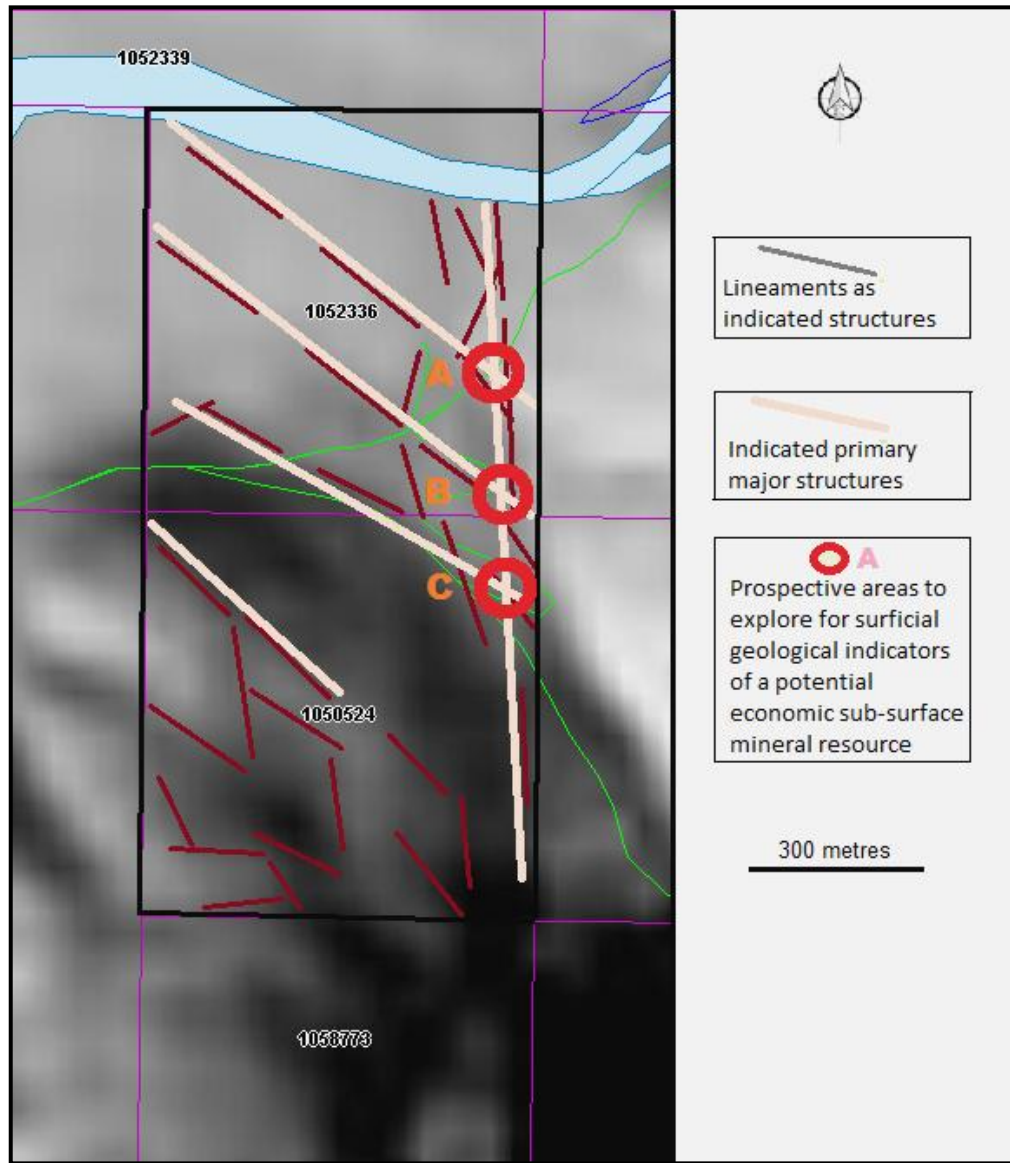 1052339
1052336
A
B
C
1050524
1058773
Lineaments as
indicated structures
Indicated primary
major structures
A
Prospective areas to
explore for surficial
geological indicators
of a potential
economic sub-surface
mineral resource
300 metres